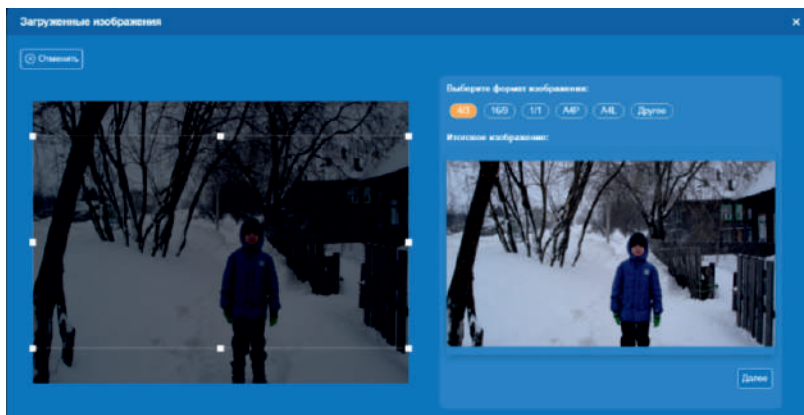 Загруженные изображения
Отменить
Выберите формат изображения:
4/3 16/9 1/1 A4P A4L Другое
Итоговое изображение:
Далее